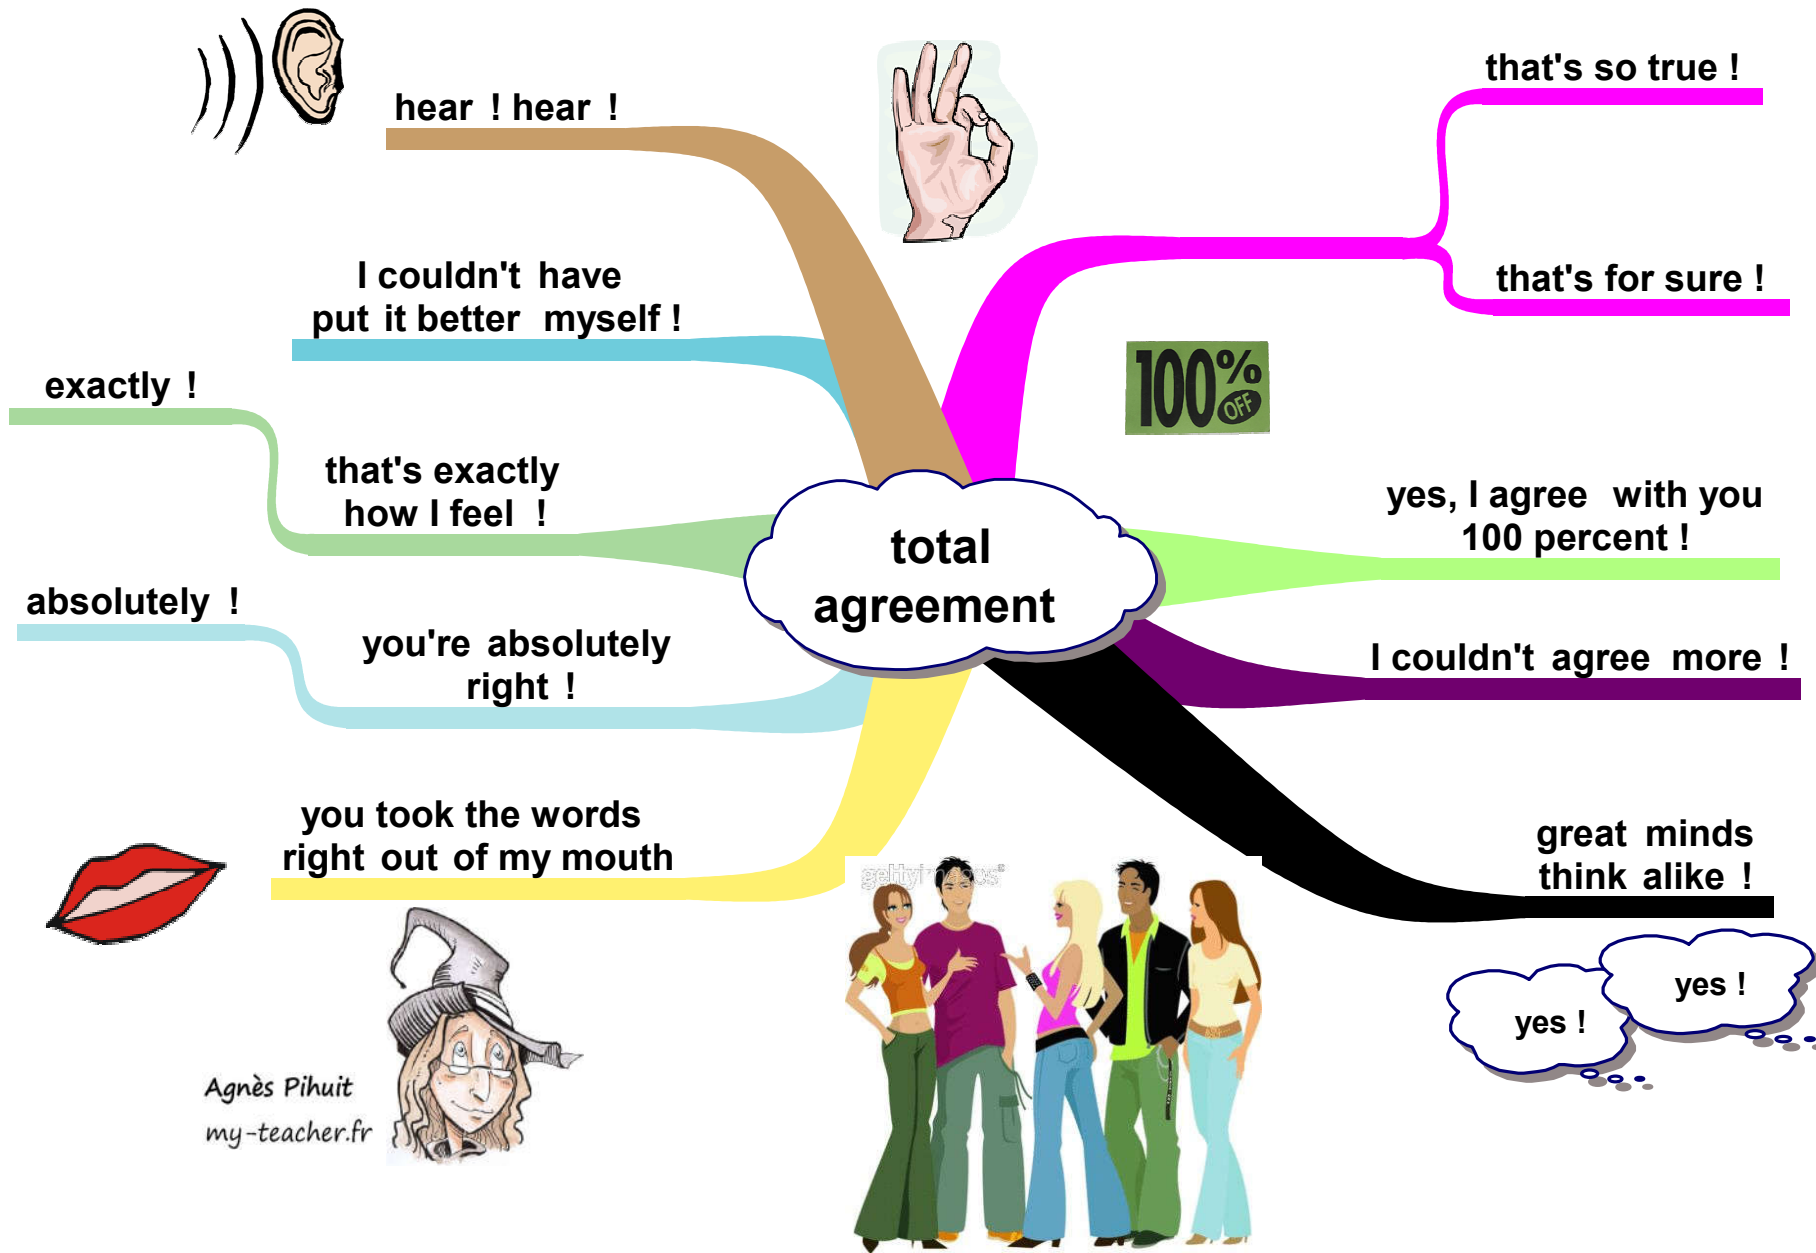 hear ! hear !
I couldn't have
put it better myself !
exactly !
that's exactly
how I feel !
absolutely !
you're absolutely
right !
you took the words
right out of my mouth
total
agreement
that's so true !
that's for sure !
100%
OFF
yes, I agree with you
100 percent !
I couldn't agree more !
great minds
think alike !
yes !
yes !
gettyimages®
Agnès Pihuit
my-teacher.fr